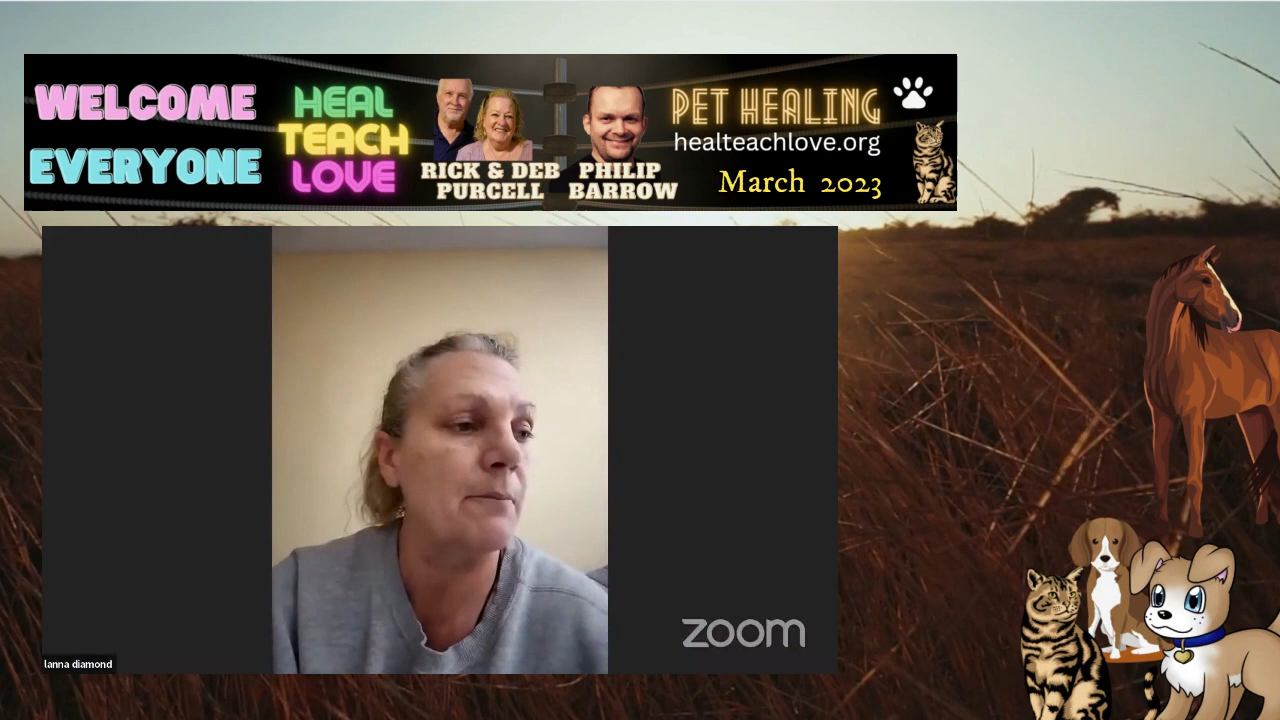 WELCOME
EVERYONE
HEAL
TEACH
LOVE
RICK & DEB
PURCELL
PHILIP
BARROW
PET HEALING
healteachlove.org
March 2023
zoom
lanna diamond